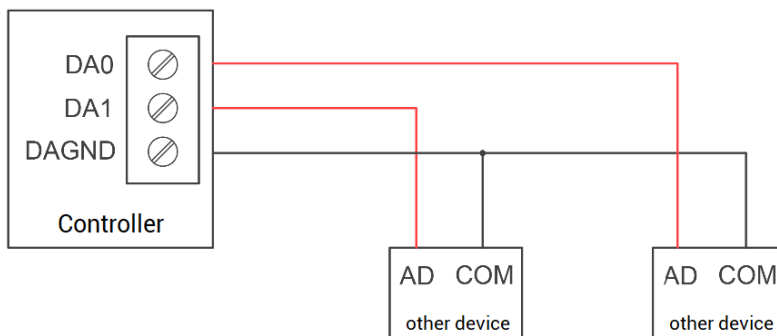 DA0
DA1
DAGND
Controller
AD COM
other device
AD COM
other device